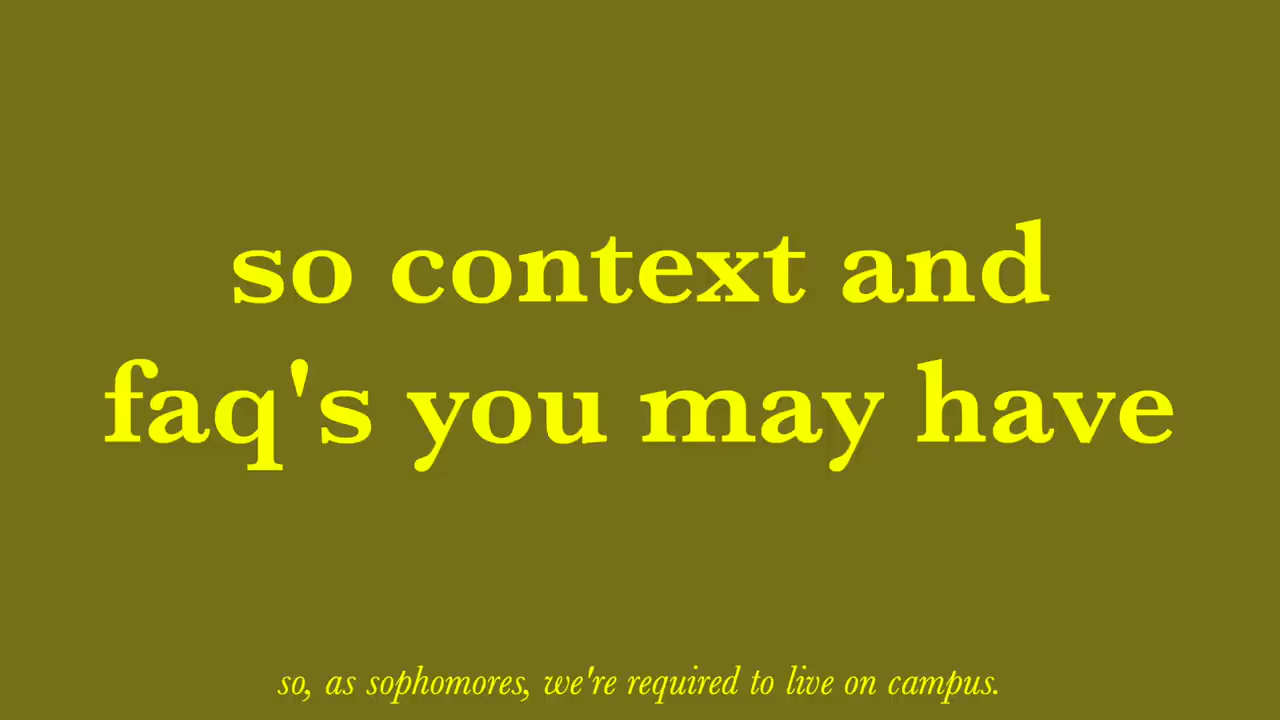 so context and
faq's you may have
so, as sophomores, we're required to live on campus.